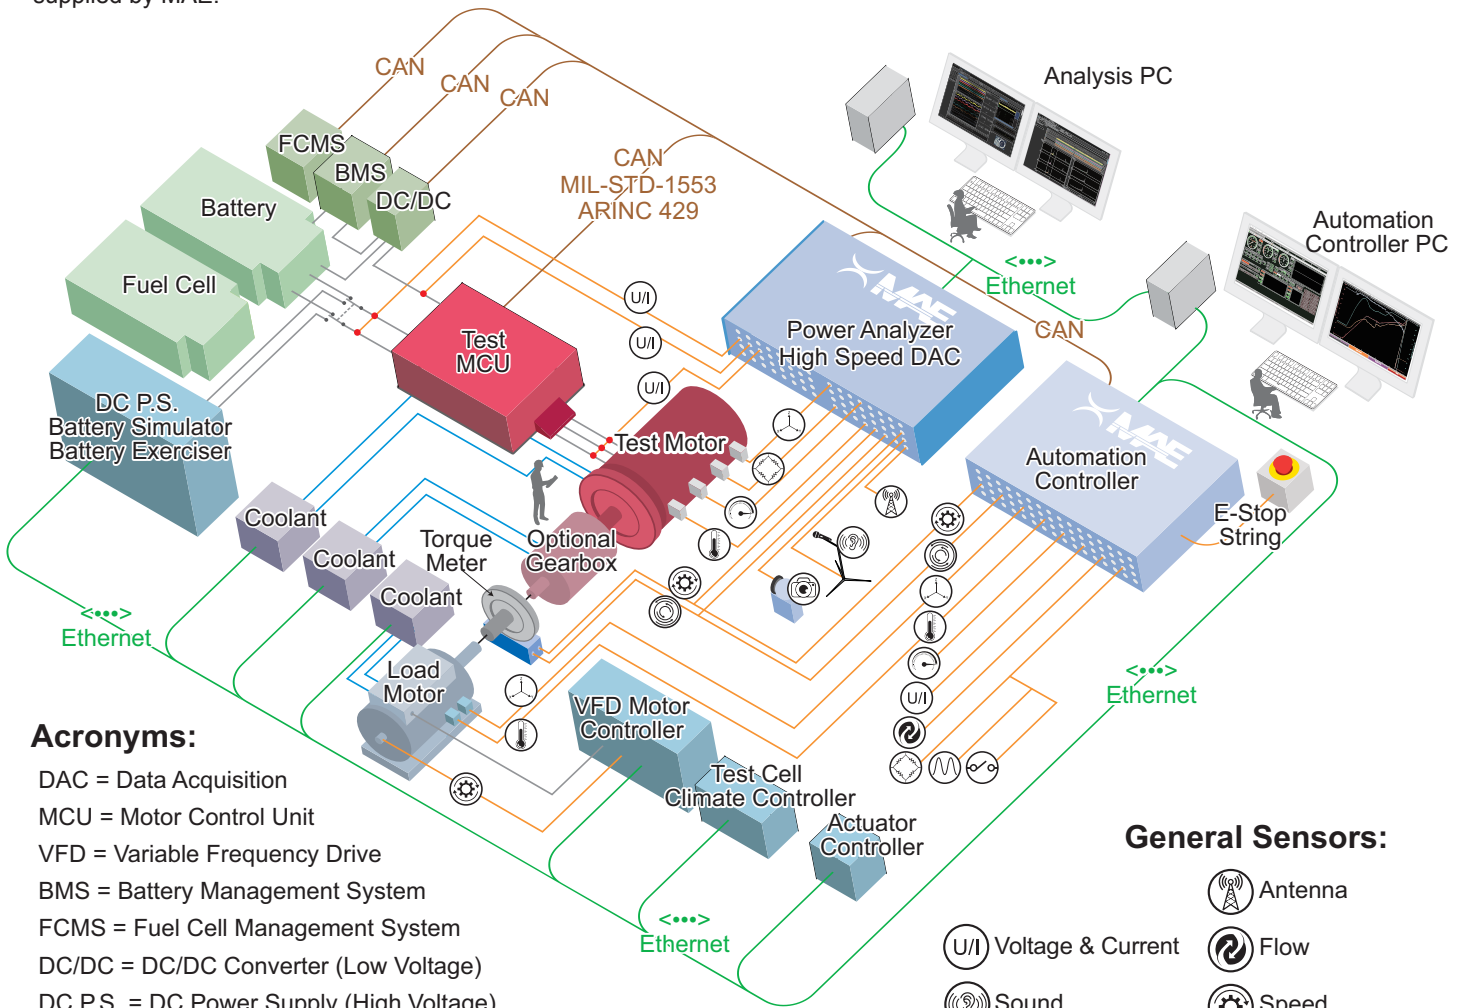 supplied by MAE.
CAN
CAN
CAN
Analysis PC
FCMS
BMS
DC/DC
CAN
MIL-STD-1553
ARINC 429
Battery
Automation
Controller PC
<•••>
Ethernet
Fuel Cell
U/I
MAE
Power Analyzer
High Speed DAC
CAN
Test
MCU
U/I
U/I
DC P.S.
Battery Simulator
Battery Exerciser
Test Motor
MAE
Automation
Controller
E-Stop
String
Coolant
Coolant
Coolant
Torque
Meter
Optional
Gearbox
<•••>
Ethernet
Load
Motor
U/I
<•••>
Ethernet
VFD Motor
Controller
Test Cell
Climate Controller
Actuator
Controller
<•••>
Ethernet
Acronyms:
DAC = Data Acquisition
MCU = Motor Control Unit
VFD = Variable Frequency Drive
BMS = Battery Management System
FCMS = Fuel Cell Management System
DC/DC = DC/DC Converter (Low Voltage)
DC P.S. = DC Power Supply (High Voltage)
General Sensors:
Antenna
U/I Voltage & Current
Flow
Sound
Speed